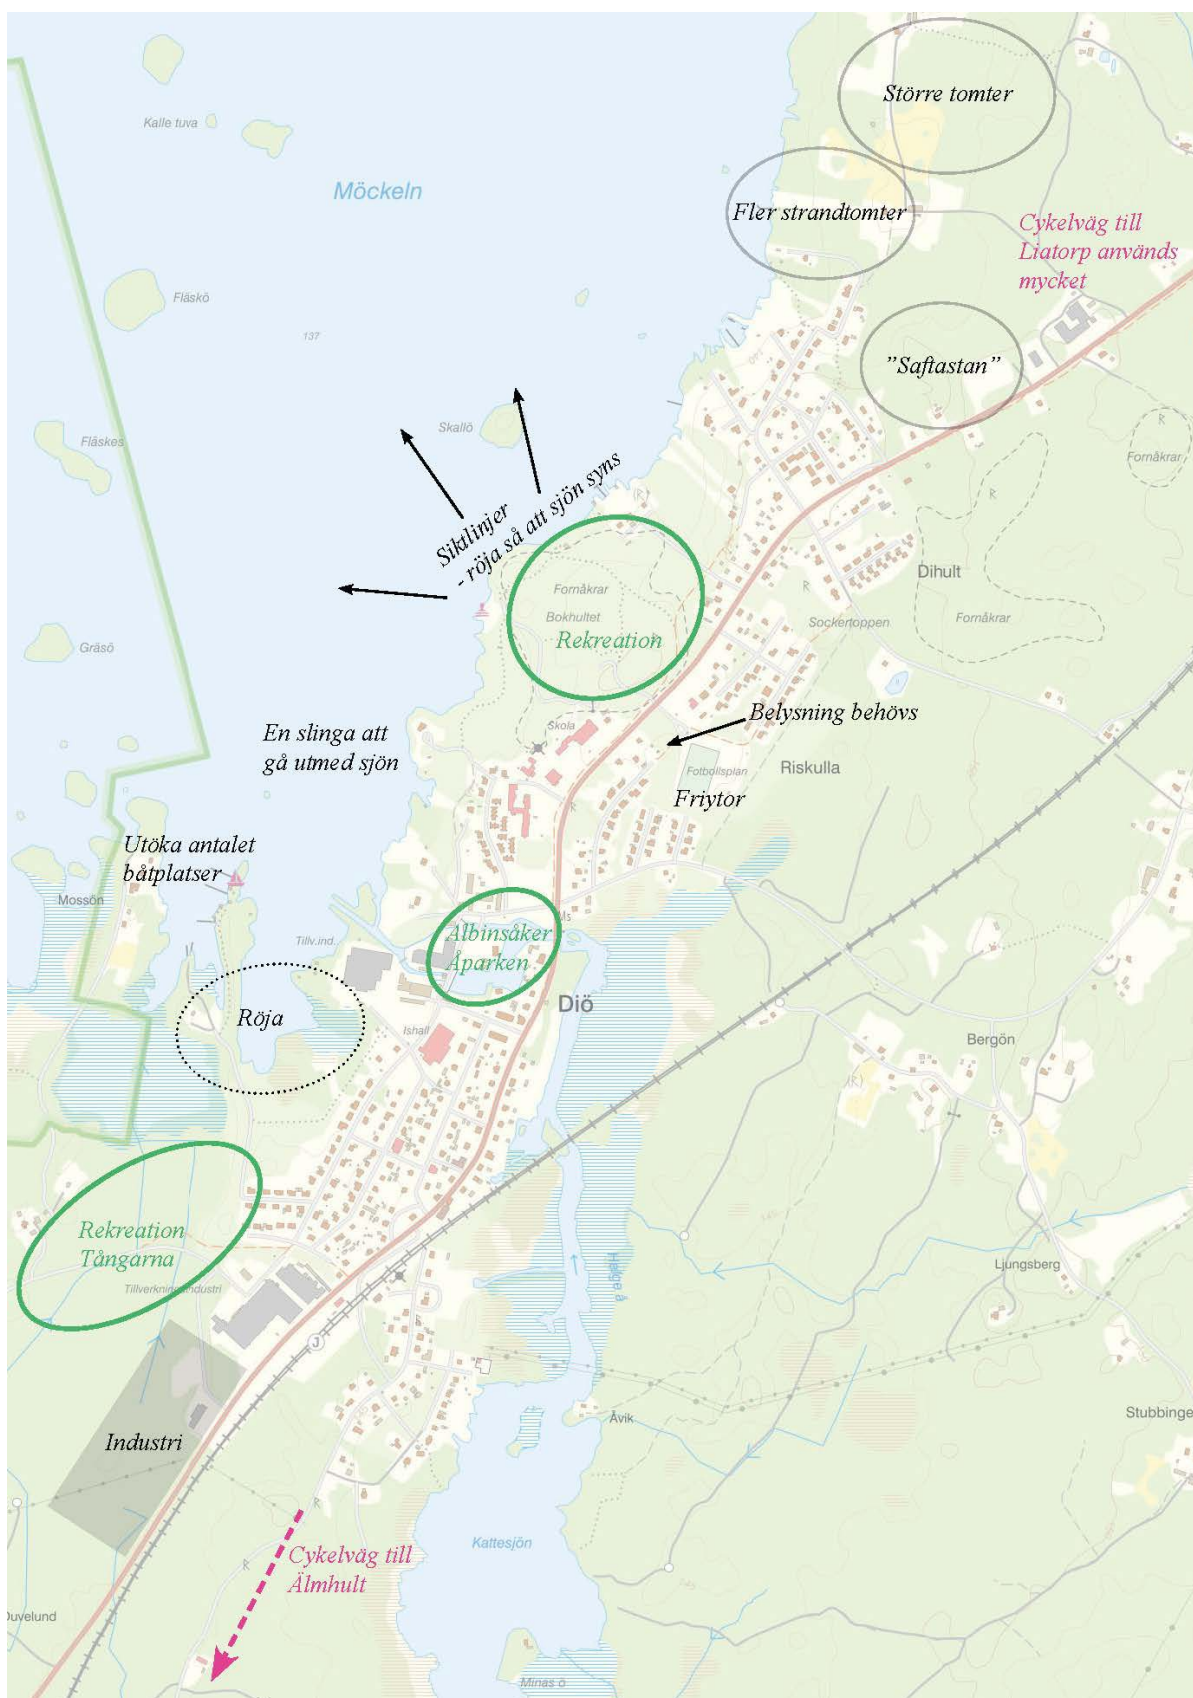 Större tomter
Kalle tuva
Möckeln
Fler strandtomter
Cykelväg till
Liatorp används
mycket
Fläskö
137
"Saftastan"
Skallö
Fläskes
R
Fornåkrar
Siktlinjer
- röja så att sjön syns
(R)
R
Dihult
Fornåkrar
Fornåkrar
Bokhultet
Rekreation
R
Sockertoppen
Gräsö
Belysning behövs
En slinga att
gå utmed sjön
Skola
Fotbollsplan
Riskulla
Friytor
R
Utöka antalet
båtplatser
Mossön
Ms
Albinsåker
Åparken
Tillv.ind.
Diö
Röja
Ishall
Bergön
(R)
Rekreation
Tångarna
Helge å
Ljungsberg
Tillverkningsindustri
J
Åvik
Stubbinge
Industri
R
Kattesjön
Cykelväg till
Älmhult
R
Duvelund
Minas ö